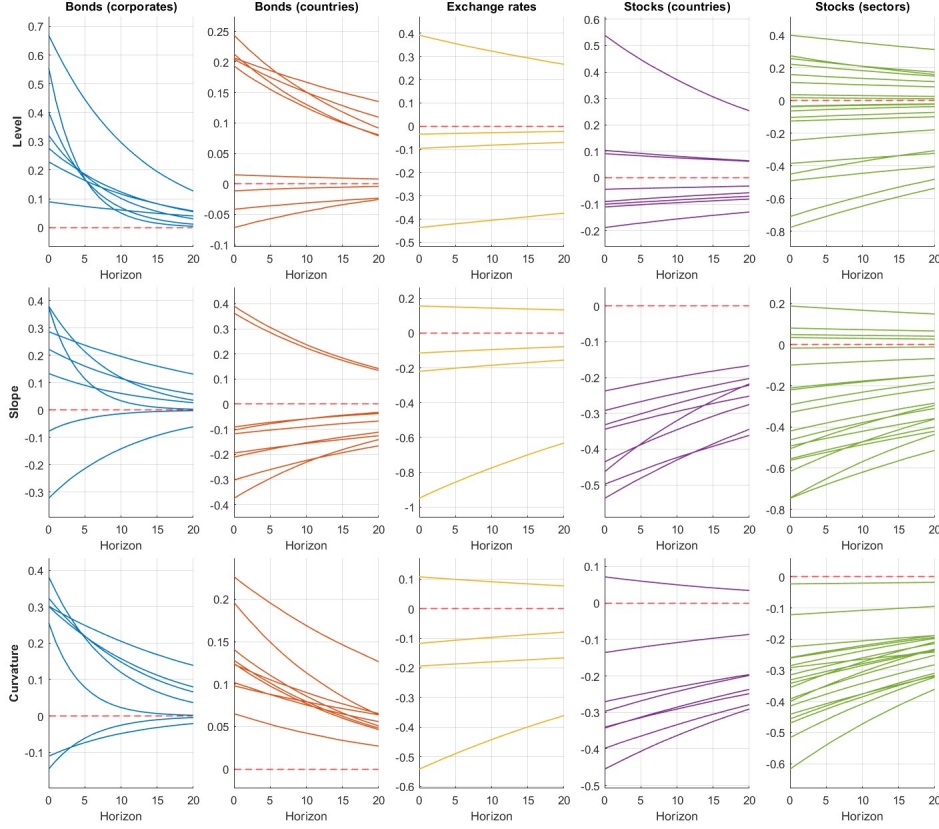 Bonds (corporates) Bonds (countries) Exchange rates Stocks (countries) Stocks (sectors)
Level
0.7 0.6 0.5 0.4 0.3 0.2 0.1 0
0 5 10 15 20
Horizon
0.25 0.2 0.15 0.1 0.05 0 -0.05 -0.1
0 5 10 15 20
Horizon
0.4 0.3 0.2 0.1 0 -0.1 -0.2 -0.3 -0.4 -0.5
0 5 10 15 20
Horizon
0.6 0.5 0.4 0.3 0.2 0.1 0 -0.1 -0.2
0 5 10 15 20
Horizon
0.4 0.2 0 -0.2 -0.4 -0.6 -0.8
0 5 10 15 20
Horizon
Slope
0.4 0.3 0.2 0.1 0 -0.1 -0.2 -0.3
0 5 10 15 20
Horizon
0.4 0.3 0.2 0.1 0 -0.1 -0.2 -0.3 -0.4
0 5 10 15 20
Horizon
0.2 0 -0.2 -0.4 -0.6 -0.8 -1
0 5 10 15 20
Horizon
0 -0.1 -0.2 -0.3 -0.4 -0.5
0 5 10 15 20
Horizon
0.2 0 -0.2 -0.4 -0.6 -0.8
0 5 10 15 20
Horizon
Curvature
0.4 0.3 0.2 0.1 0 -0.1
0 5 10 15 20
Horizon
0.2 0.15 0.1 0.05 0
0 5 10 15 20
Horizon
0.1 0 -0.1 -0.2 -0.3 -0.4 -0.5 -0.6
0 5 10 15 20
Horizon
0.1 0 -0.1 -0.2 -0.3 -0.4 -0.5
0 5 10 15 20
Horizon
0 -0.1 -0.2 -0.3 -0.4 -0.5 -0.6
0 5 10 15 20
Horizon